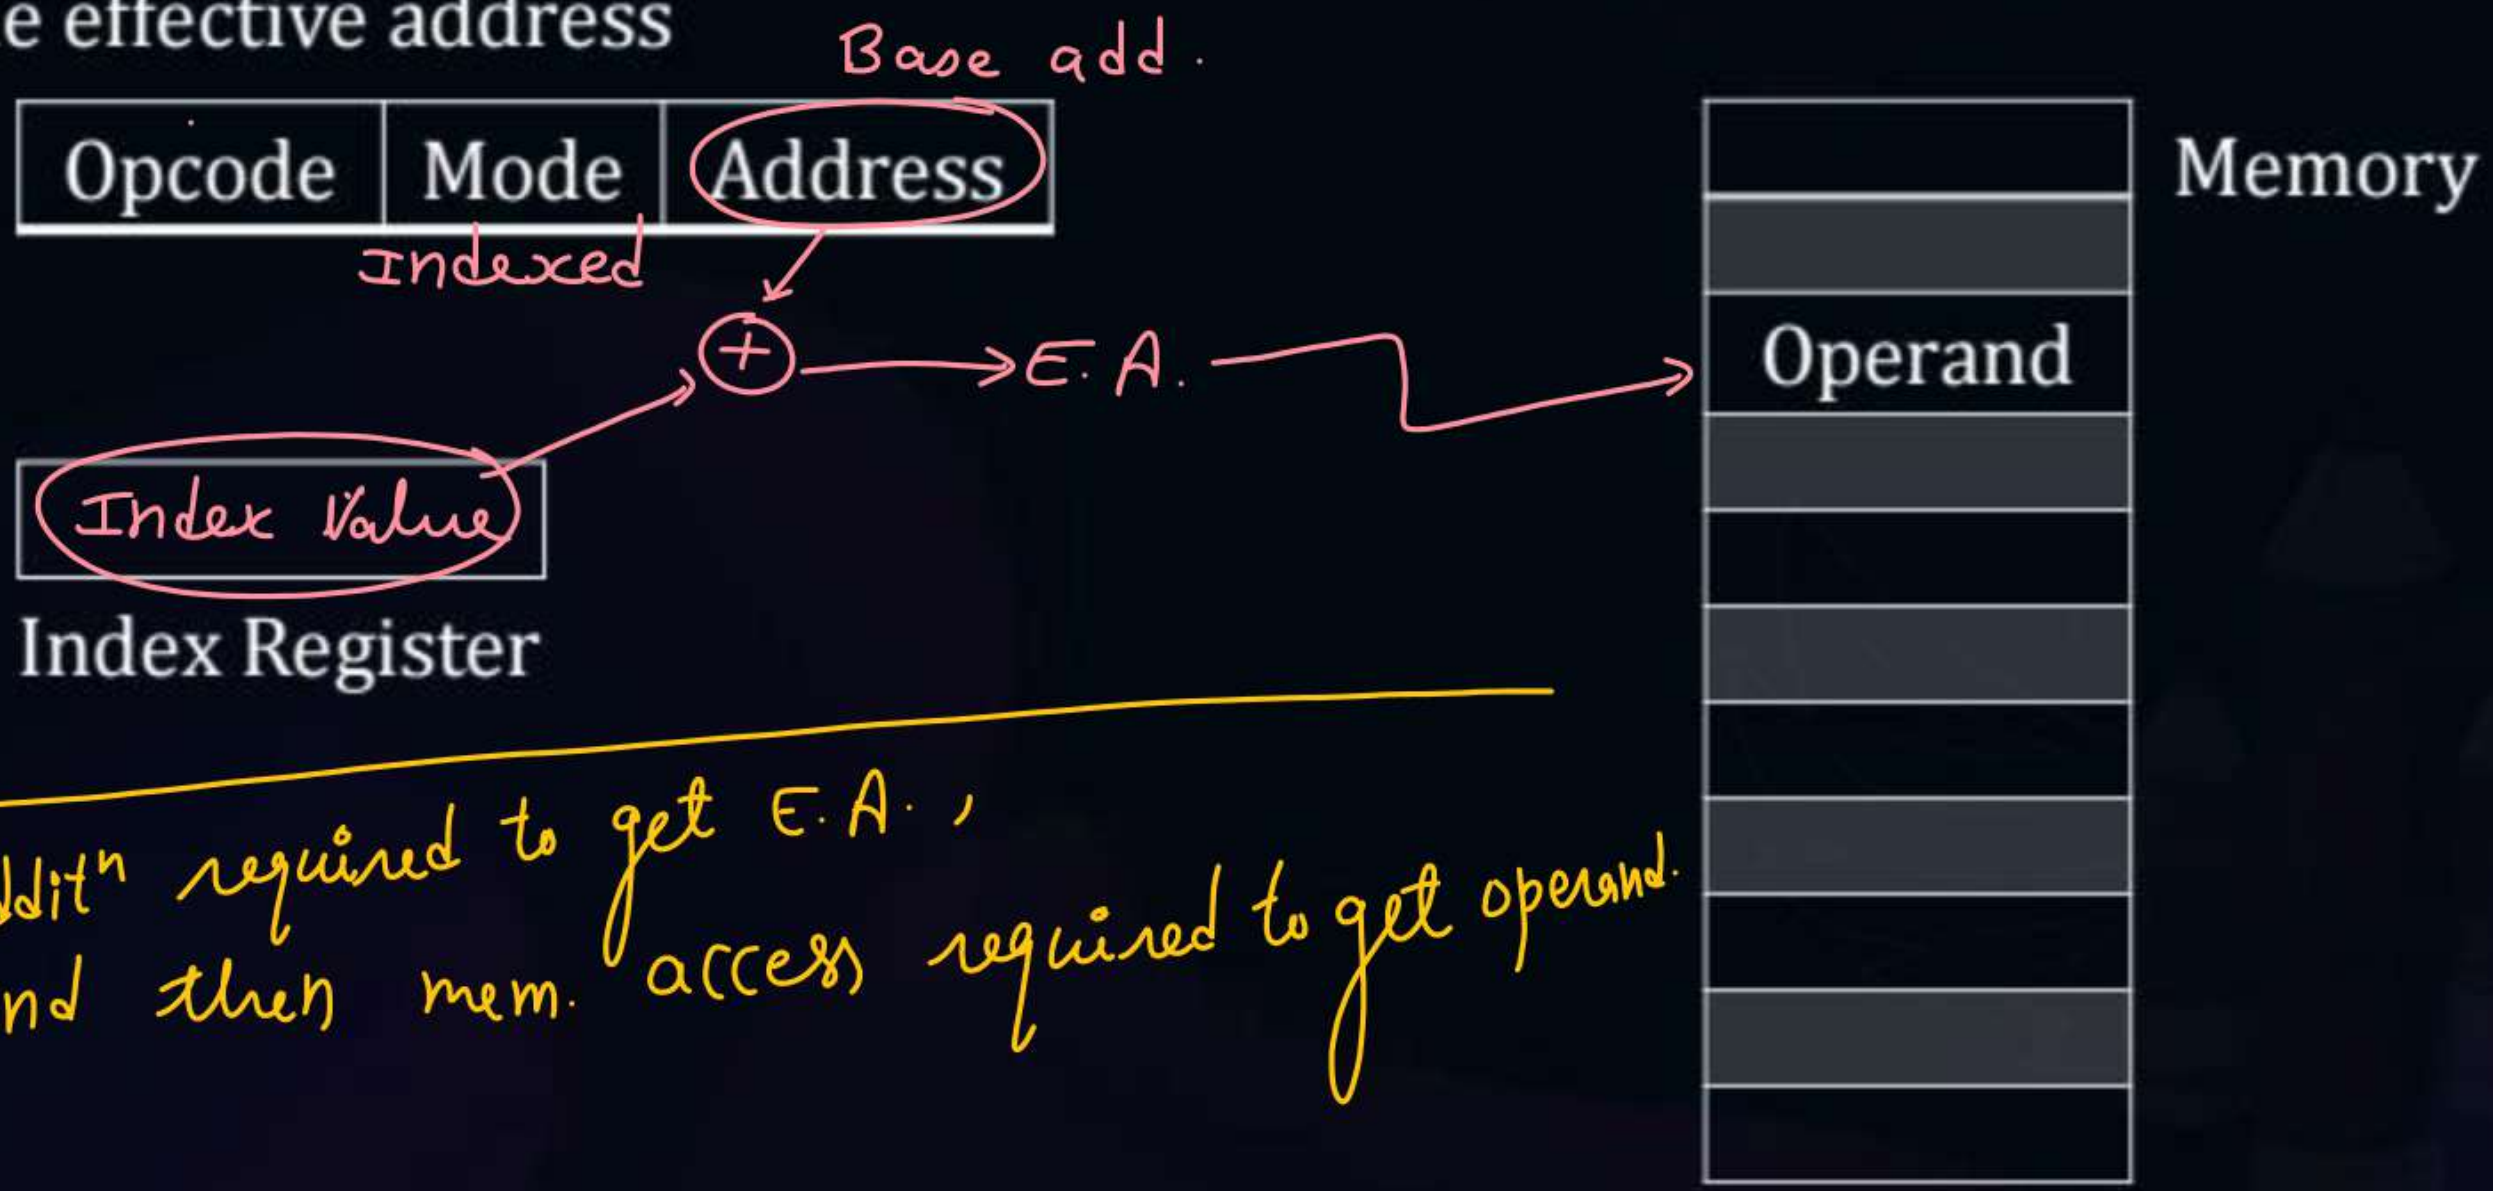 e effective address
Base add.
Opcode Mode Address
Memory
Indexed
+ E.A.
Operand
Index Value
Index Register
dditⁿ required to get E.A.,
nd then mem. access required to get operand.